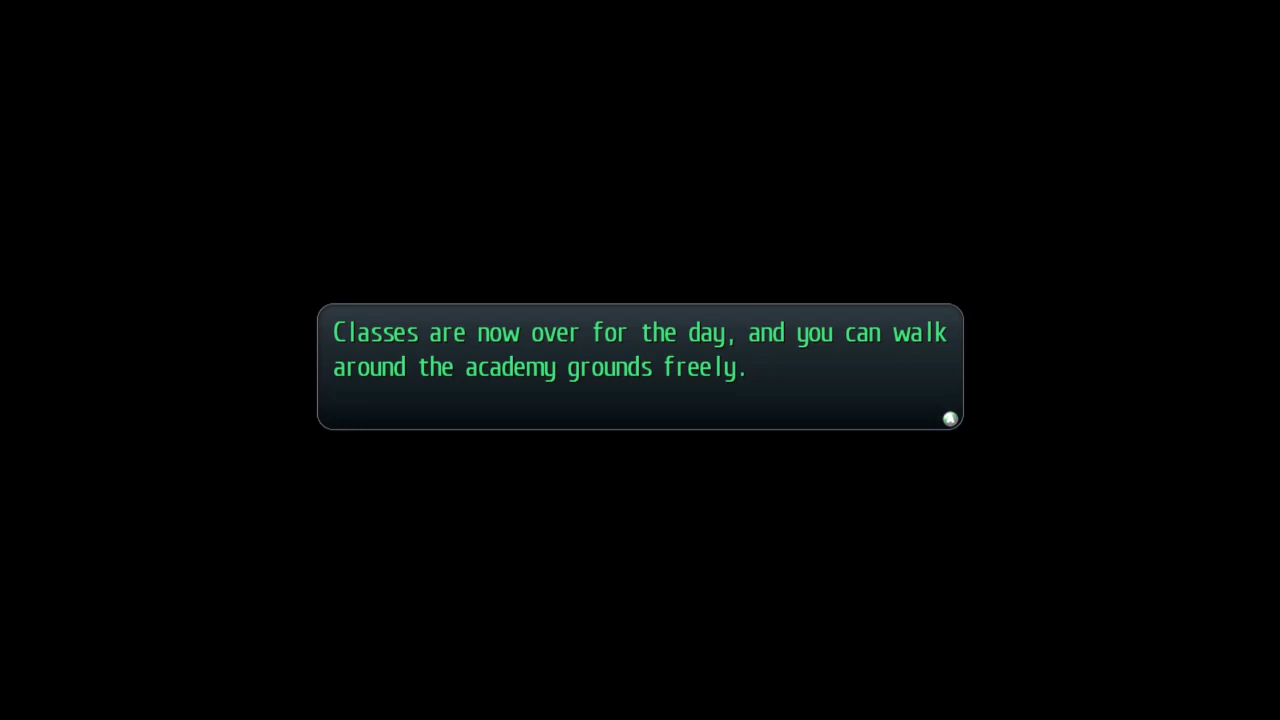 Classes are now over for the day, and you can walk
around the academy grounds freely.